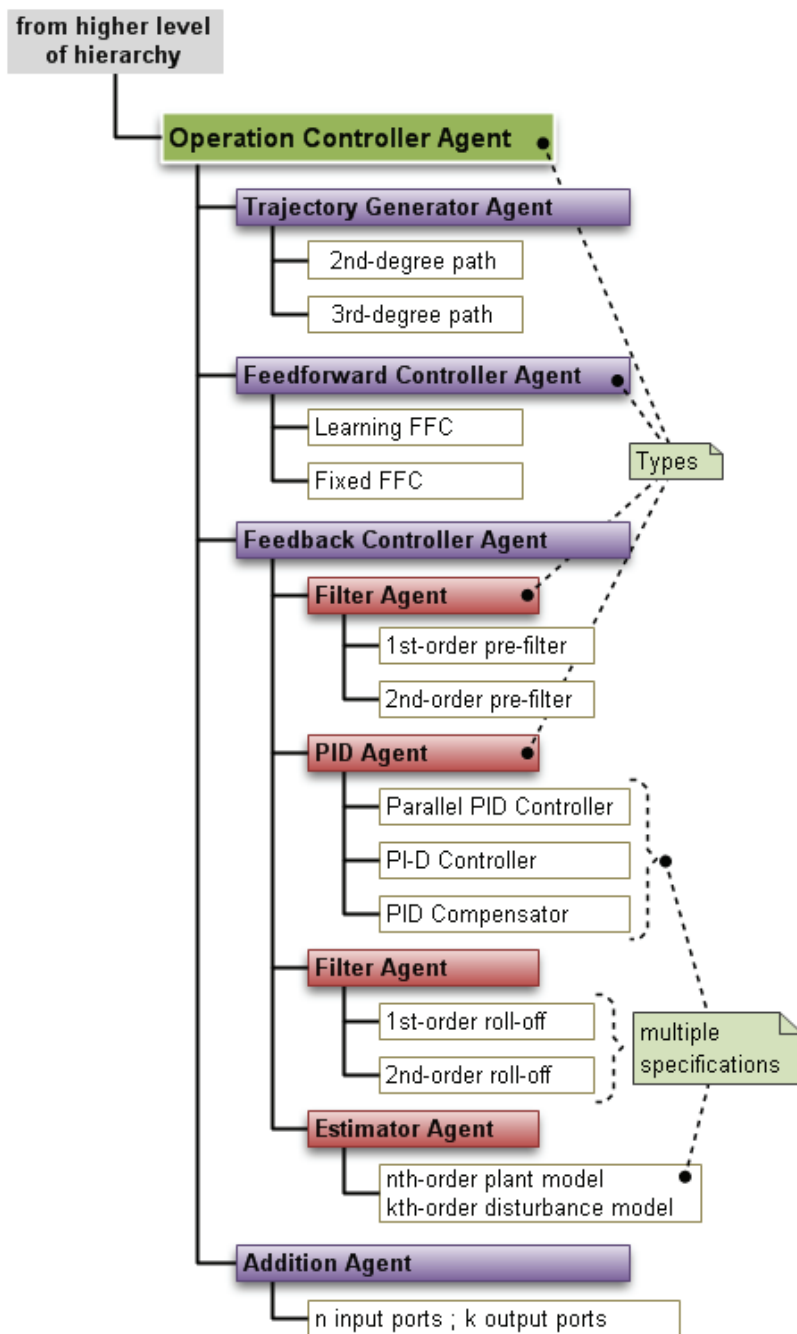 from higher level
of hierarchy
Operation Controller Agent
Trajectory Generator Agent
2nd-degree path
3rd-degree path
Feedforward Controller Agent
Learning FFC
Types
Fixed FFC
Feedback Controller Agent
Filter Agent
1st-order pre-filter
2nd-order pre-filter
PID Agent
Parallel PID Controller
PI-D Controller
PID Compensator
Filter Agent
1st-order roll-off
multiple
specifications
2nd-order roll-off
Estimator Agent
nth-order plant model
kth-order disturbance model
Addition Agent
n input ports ; k output ports